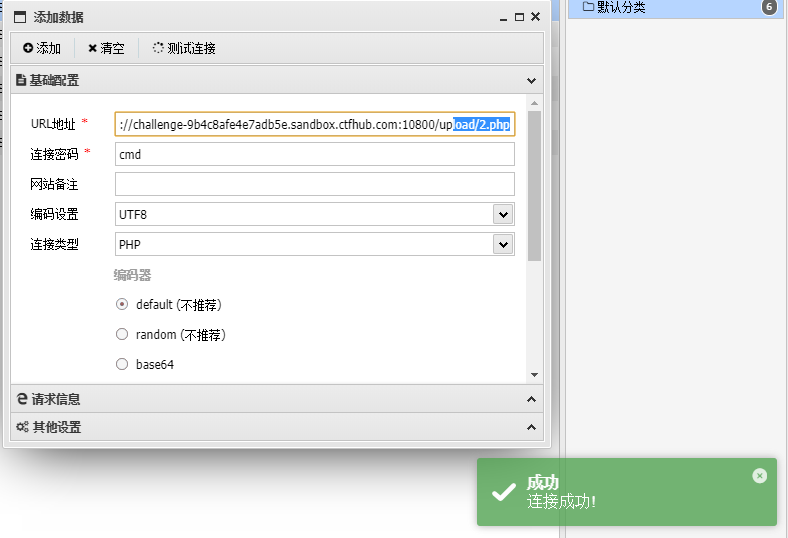 添加数据
添加 清空 测试连接
基础配置
URL地址 * ://challenge-9b4c8afe4e7adb5e.sandbox.ctfhub.com:10800/upload/2.php
连接密码 * cmd
网站备注
编码设置 UTF8
连接类型 PHP
编码器
default (不推荐)
random (不推荐)
base64
请求信息
其他设置
默认分类 6
成功
连接成功!